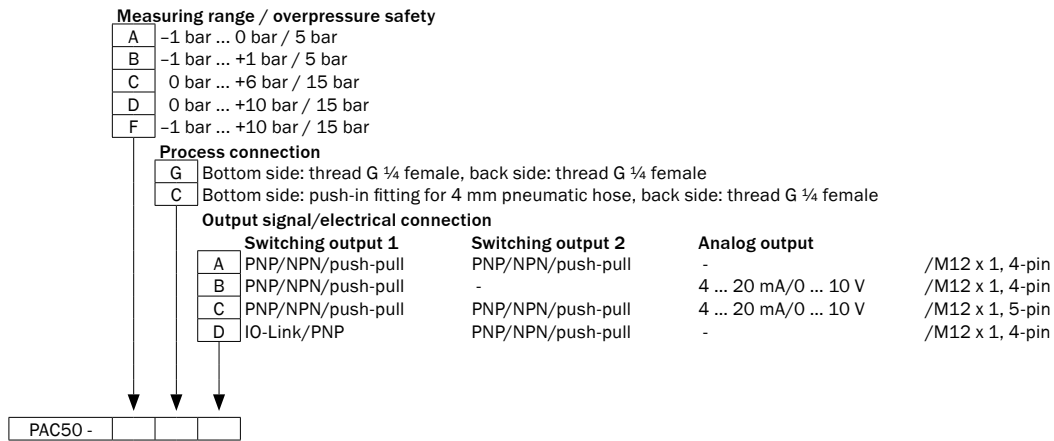 Measuring range / overpressure safety
A –1 bar ... 0 bar / 5 bar
B –1 bar ... +1 bar / 5 bar
C 0 bar ... +6 bar / 15 bar
D 0 bar ... +10 bar / 15 bar
F –1 bar ... +10 bar / 15 bar
Process connection
G Bottom side: thread G ¼ female, back side: thread G ¼ female
C Bottom side: push-in fitting for 4 mm pneumatic hose, back side: thread G ¼ female
Output signal/electrical connection
Switching output 1 Switching output 2 Analog output
A PNP/NPN/push-pull PNP/NPN/push-pull - /M12 x 1, 4-pin
B PNP/NPN/push-pull - 4 ... 20 mA/0 ... 10 V /M12 x 1, 4-pin
C PNP/NPN/push-pull PNP/NPN/push-pull 4 ... 20 mA/0 ... 10 V /M12 x 1, 5-pin
D IO-Link/PNP PNP/NPN/push-pull - /M12 x 1, 4-pin
PAC50 -